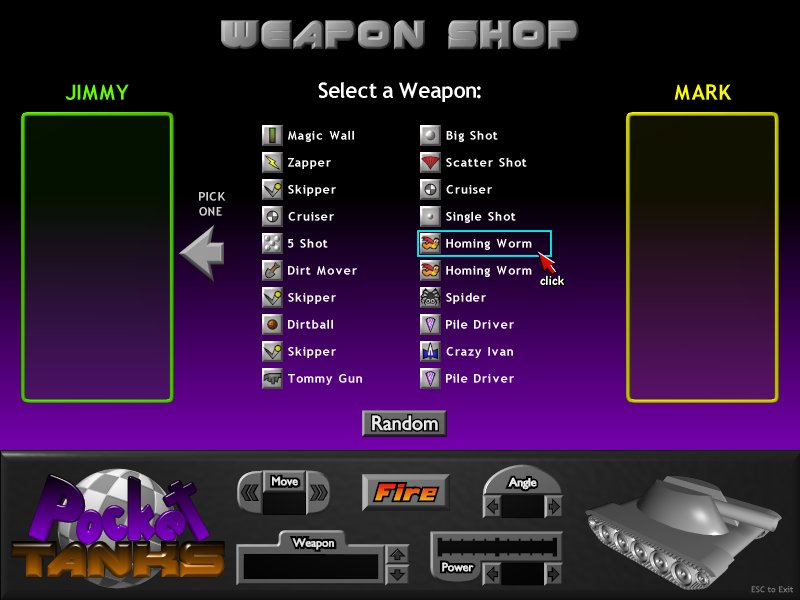 WEAPON SHOP
JIMMY
Select a Weapon:
MARK
PICK
ONE
Magic Wall
Zapper
Skipper
Cruiser
5 Shot
Dirt Mover
Skipper
Dirtball
Skipper
Tommy Gun
Big Shot
Scatter Shot
Cruiser
Single Shot
Homing Worm
Homing Worm
Spider
Pile Driver
Crazy Ivan
Pile Driver
click
Random
Pocket
TANKS
Move
Fire
Angle
Weapon
Power
ESC to Exit